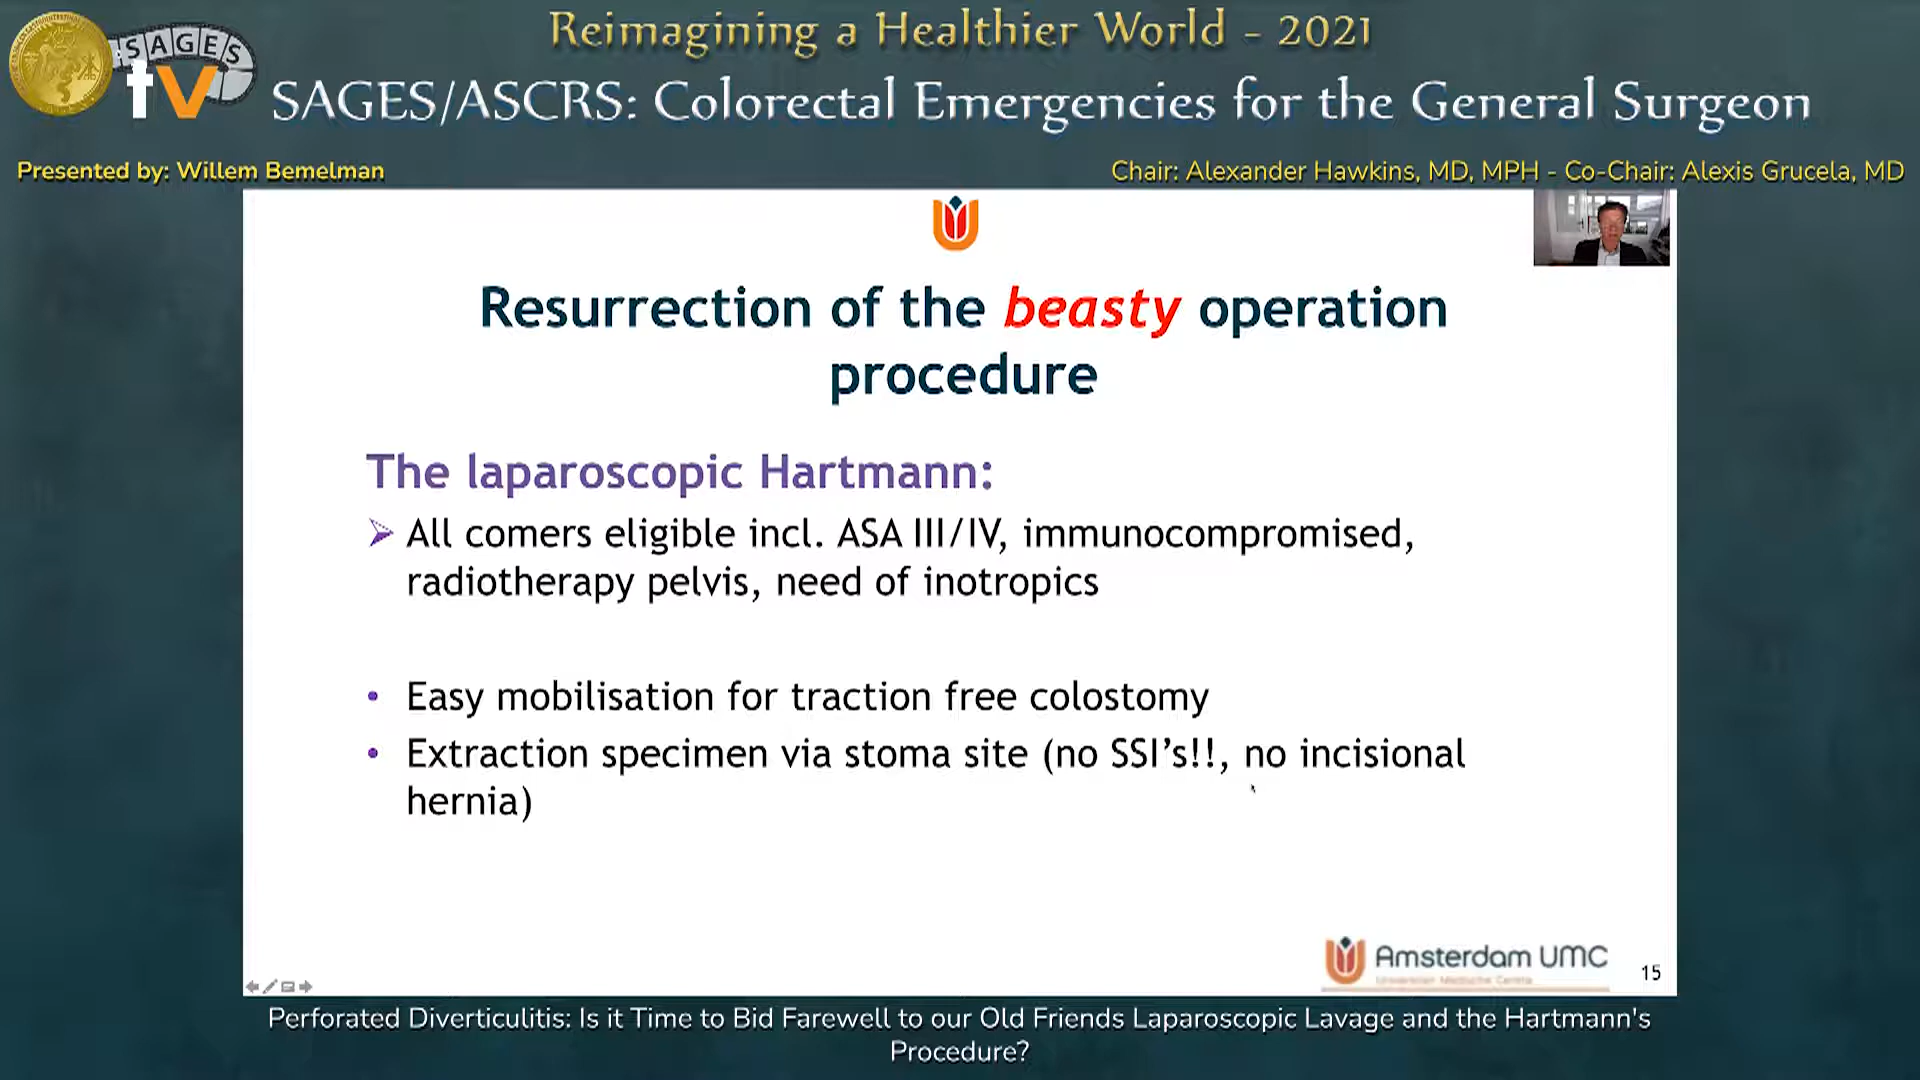 Reimagining a Healthier World - 2021
SAGES
tv
SAGES/ASCRS: Colorectal Emergencies for the General Surgeon
Presented by: Willem Bemelman
Chair: Alexander Hawkins, MD, MPH - Co-Chair: Alexis Grucela, MD
Resurrection of the beasty operation
procedure
The laparoscopic Hartmann:
➢ All comers eligible incl. ASA III/IV, immunocompromised,
radiotherapy pelvis, need of inotropics
• Easy mobilisation for traction free colostomy
• Extraction specimen via stoma site (no SSI's!!, no incisional
hernia)
Amsterdam UMC
15
Perforated Diverticulitis: Is it Time to Bid Farewell to our Old Friends Laparoscopic Lavage and the Hartmann's
Procedure?